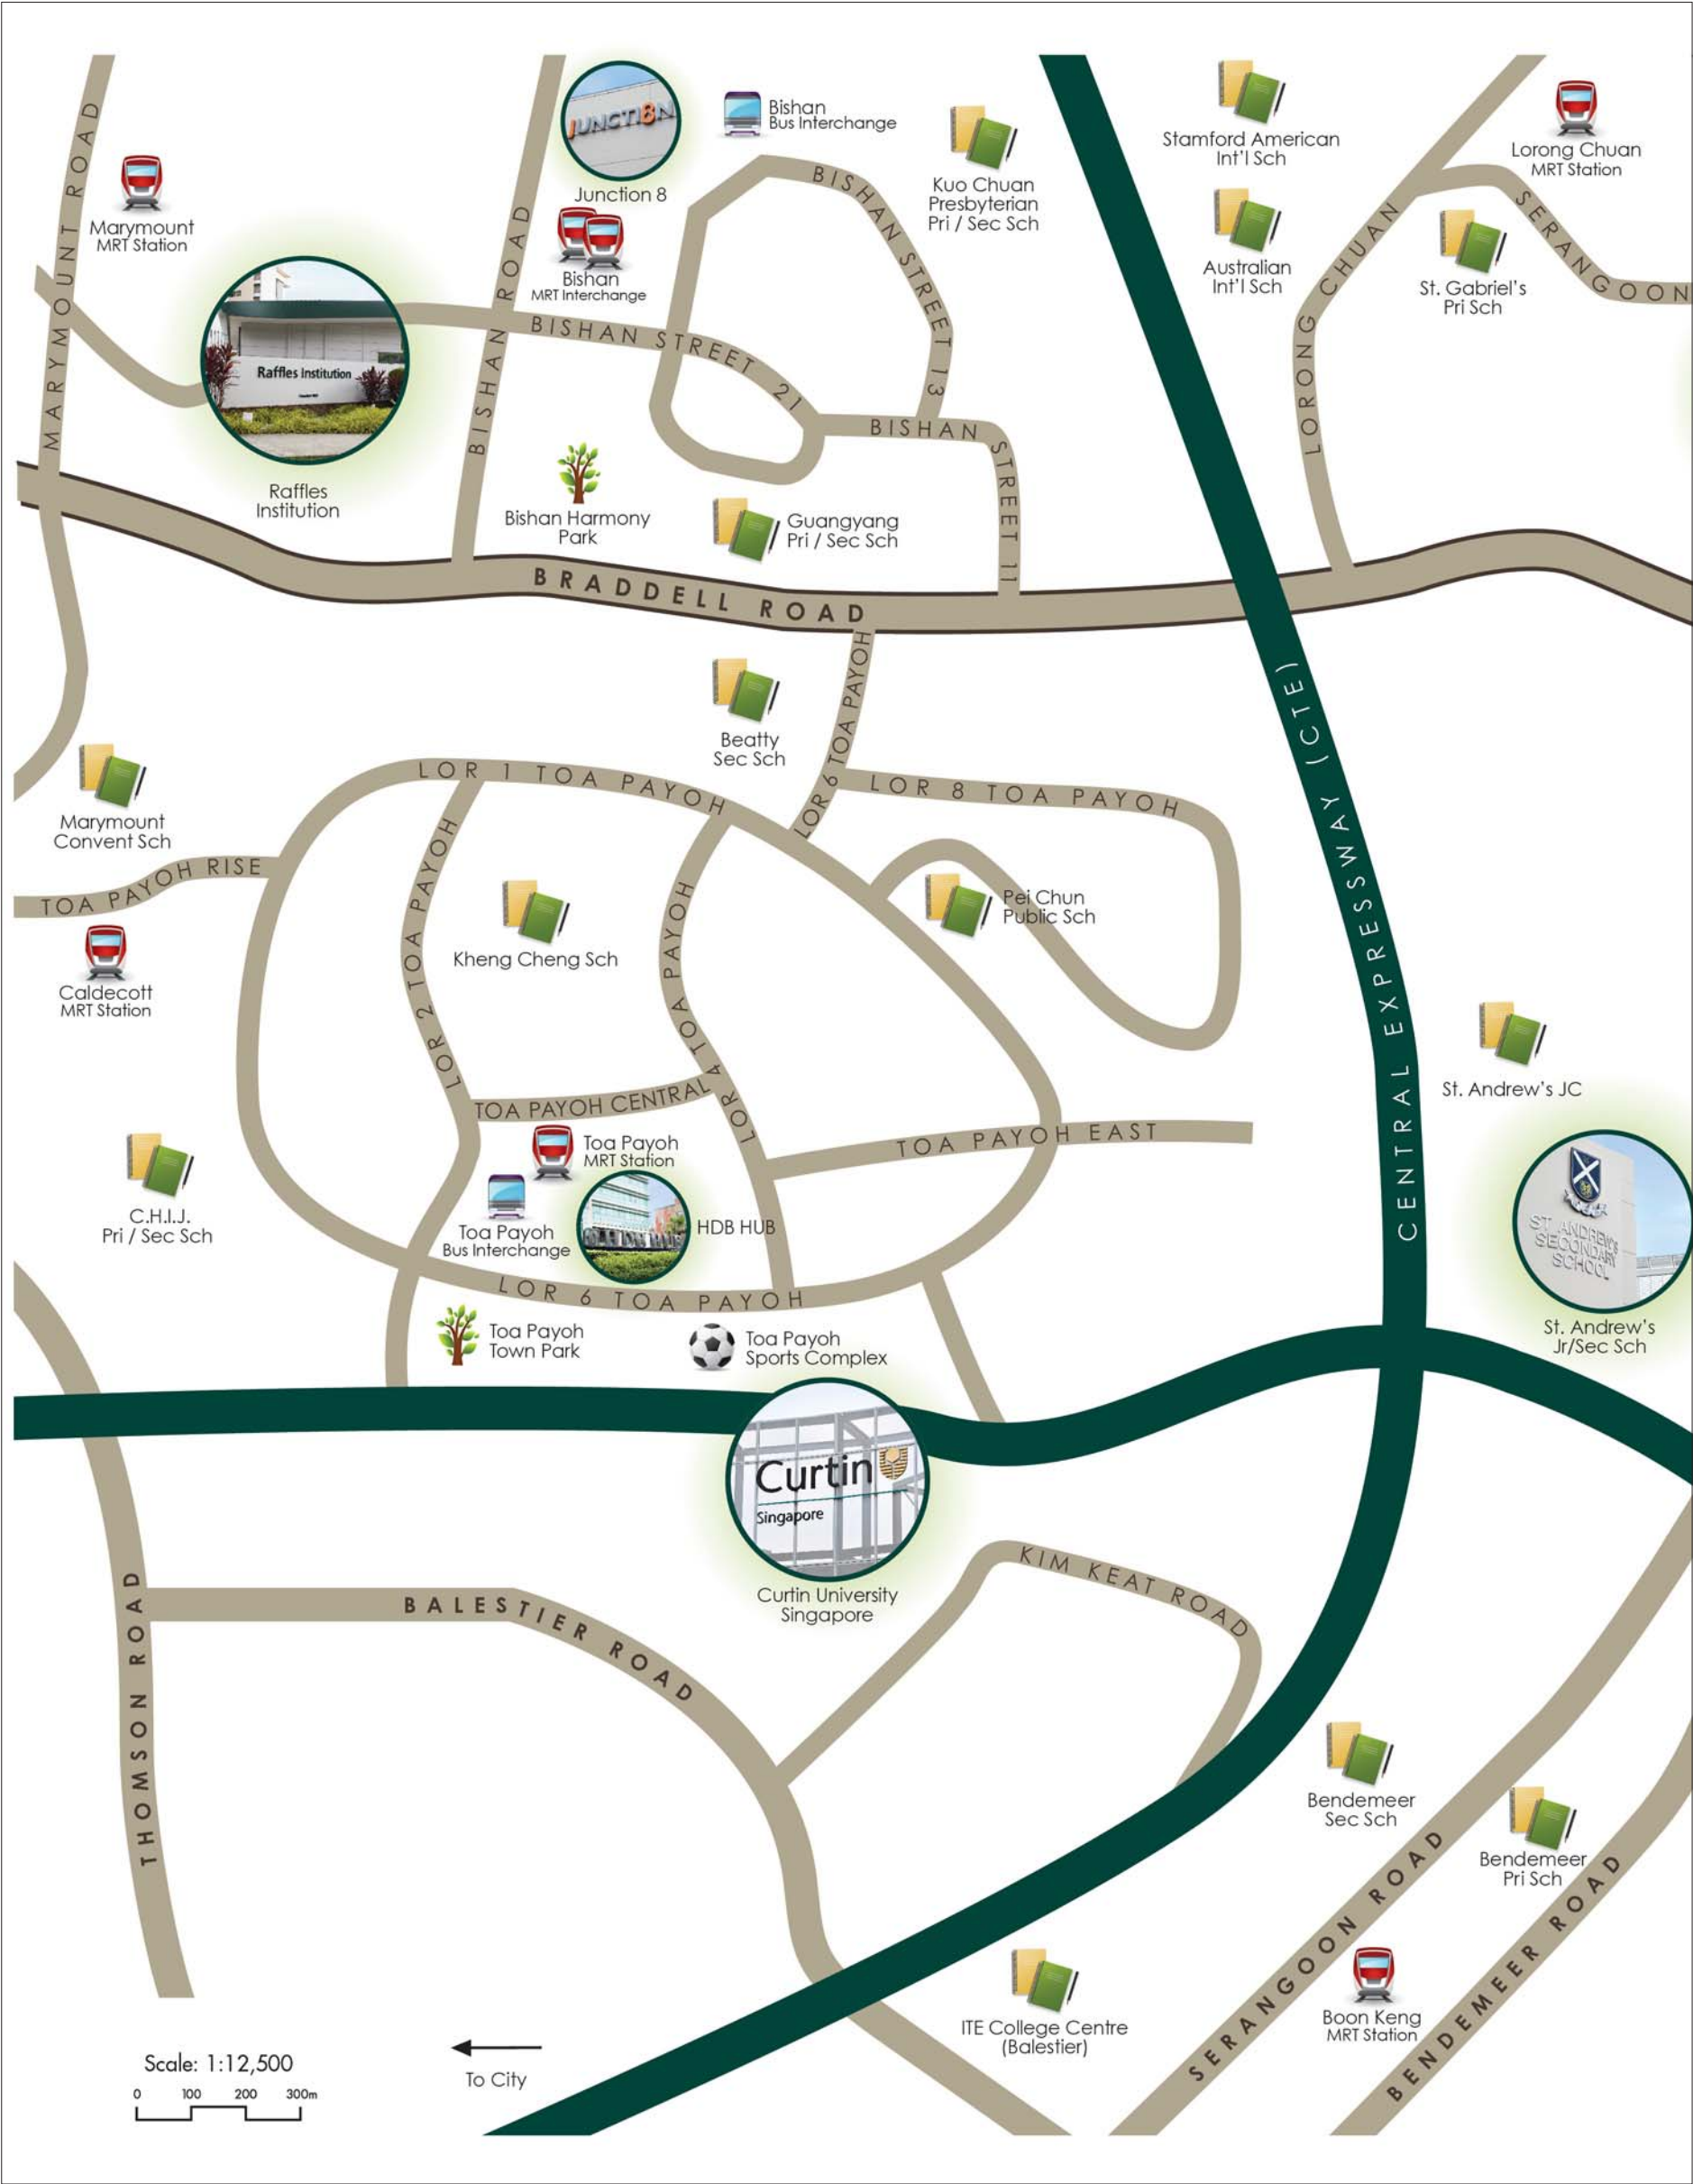 MARYMOUNT ROAD
MARYMOUNT ROAD
Marymount
MRT Station
JUNCTI8N
Junction 8
Bishan
Bus Interchange
Kuo Chuan
Presbyterian
Pri / Sec Sch
Stamford American
Int'l Sch
Australian
Int'l Sch
Lorong Chuan
MRT Station
St. Gabriel's
Pri Sch
LORONG CHUAN
SERANGOON
Bishan
MRT Interchange
BISHAN ROAD
BISHAN ROAD
BISHAN STREET 13
BISHAN STREET 21
BISHAN STREET 11
Raffles Institution
Raffles
Institution
Bishan Harmony
Park
Guangyang
Pri / Sec Sch
BRADDELL ROAD
Beatty
Sec Sch
LOR 6 TOA PAYOH
LOR 8 TOA PAYOH
LOR 1 TOA PAYOH
Marymount
Convent Sch
TOA PAYOH RISE
Caldecott
MRT Station
LOR 2 TOA PAYOH
LOR 4 TOA PAYOH
Kheng Cheng Sch
Pei Chun
Public Sch
CENTRAL EXPRESSWAY (CTE)
St. Andrew's JC
ST ANDREW'S
SECONDARY
SCHOOL
St. Andrew's
Jr/Sec Sch
TOA PAYOH CENTRAL
TOA PAYOH EAST
Toa Payoh
MRT Station
Toa Payoh
Bus Interchange
HDB HUB
C.H.I.J.
Pri / Sec Sch
LOR 6 TOA PAYOH
Toa Payoh
Town Park
Toa Payoh
Sports Complex
Curtin
Singapore
Curtin University
Singapore
KIM KEAT ROAD
BALESTIER ROAD
THOMSON ROAD
Bendemeer
Sec Sch
Bendemeer
Pri Sch
SERANGOON ROAD
BENDEMEER ROAD
Boon Keng
MRT Station
ITE College Centre
(Balestier)
Scale: 1:12,500
0 100 200 300m
To City